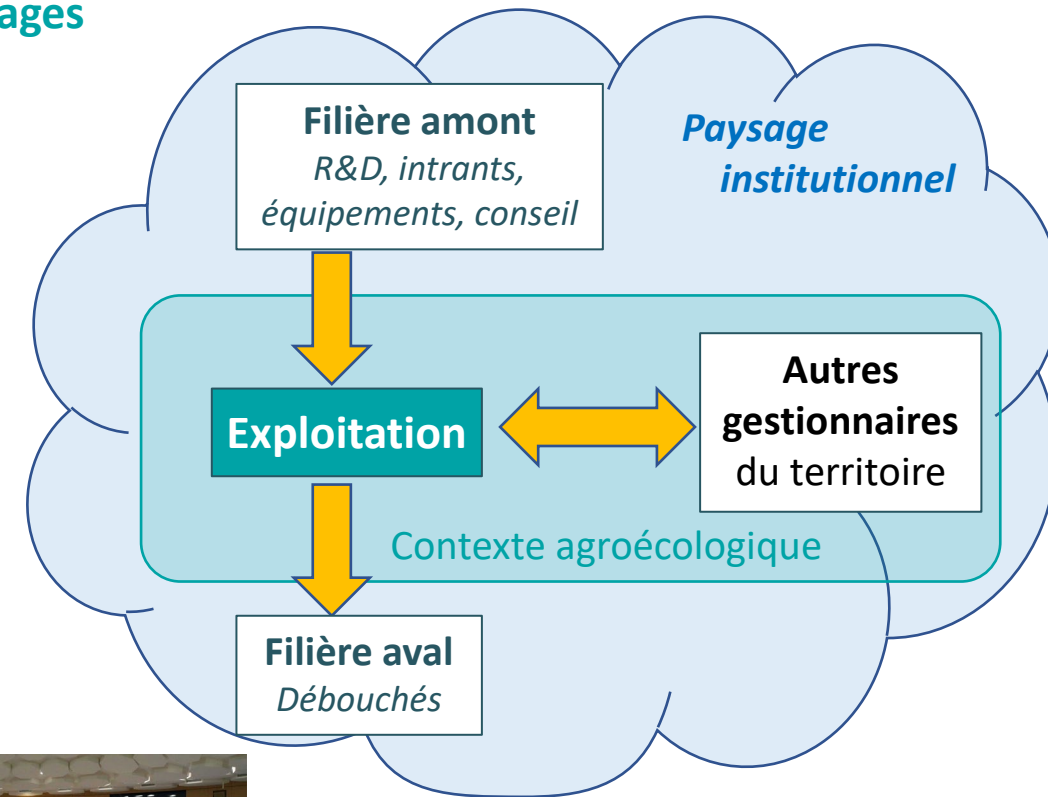 ages
Filière amont
R&D, intrants,
équipements, conseil
Paysage
institutionnel
Exploitation
Autres
gestionnaires
du territoire
Contexte agroécologique
Filière aval
Débouchés